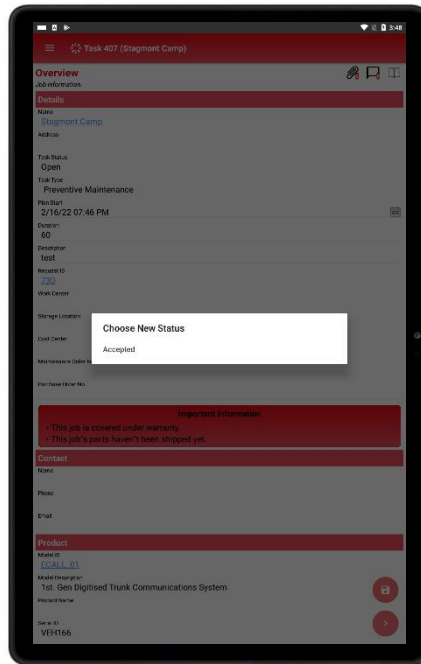 3:48
Task 407 (Stagmont Camp)
Overview
Job information.
Details
Name
Stagmont Camp
Address
Task Status
Open
Task Type
Preventive Maintenance
Plan Start
2/16/22 07:46 PM
Duration
60
Description
test
Request ID
730
Work Center
Storage Location
Choose New Status
Cost Center
Accepted
Maintenance Order N
Purchase Order No
Important Information
- This job is covered under warranty.
- This job's parts haven't been shipped yet.
Contact
Name
Phone
Email
Product
Model ID
ECALL_01
Model Description
1st. Gen Digitised Trunk Communications System
Product Name
Serial ID
VEH166